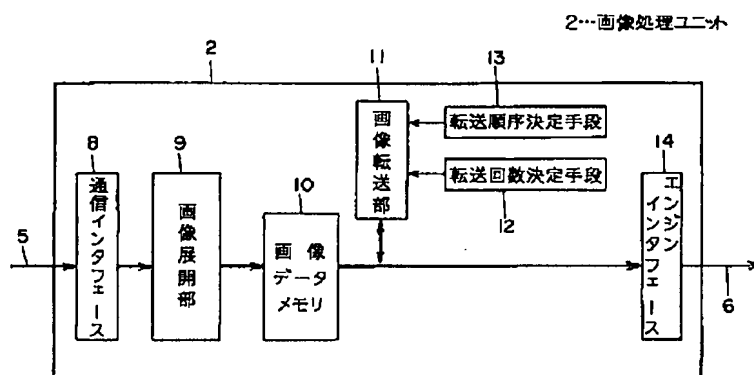 2…画像処理ユニット
2
11
13
画像転送部
転送順序決定手段
8
9
14
通信インタフェース
画像展開部
10
転送回数決定手段
エンジンインタフェース
12
5
画像
データ
メモリ
6